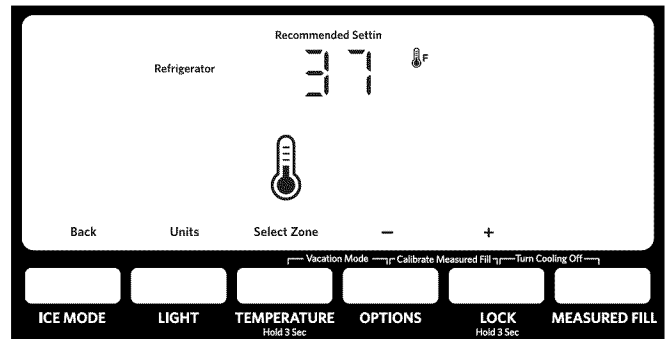 Recommended Settin
Refrigerator 37 F
Back Units Select Zone − +
Vacation Mode Calibrate Measured Fill Turn Cooling Off
ICE MODE LIGHT TEMPERATURE OPTIONS LOCK MEASURED FILL
Hold 3 Sec Hold 3 Sec